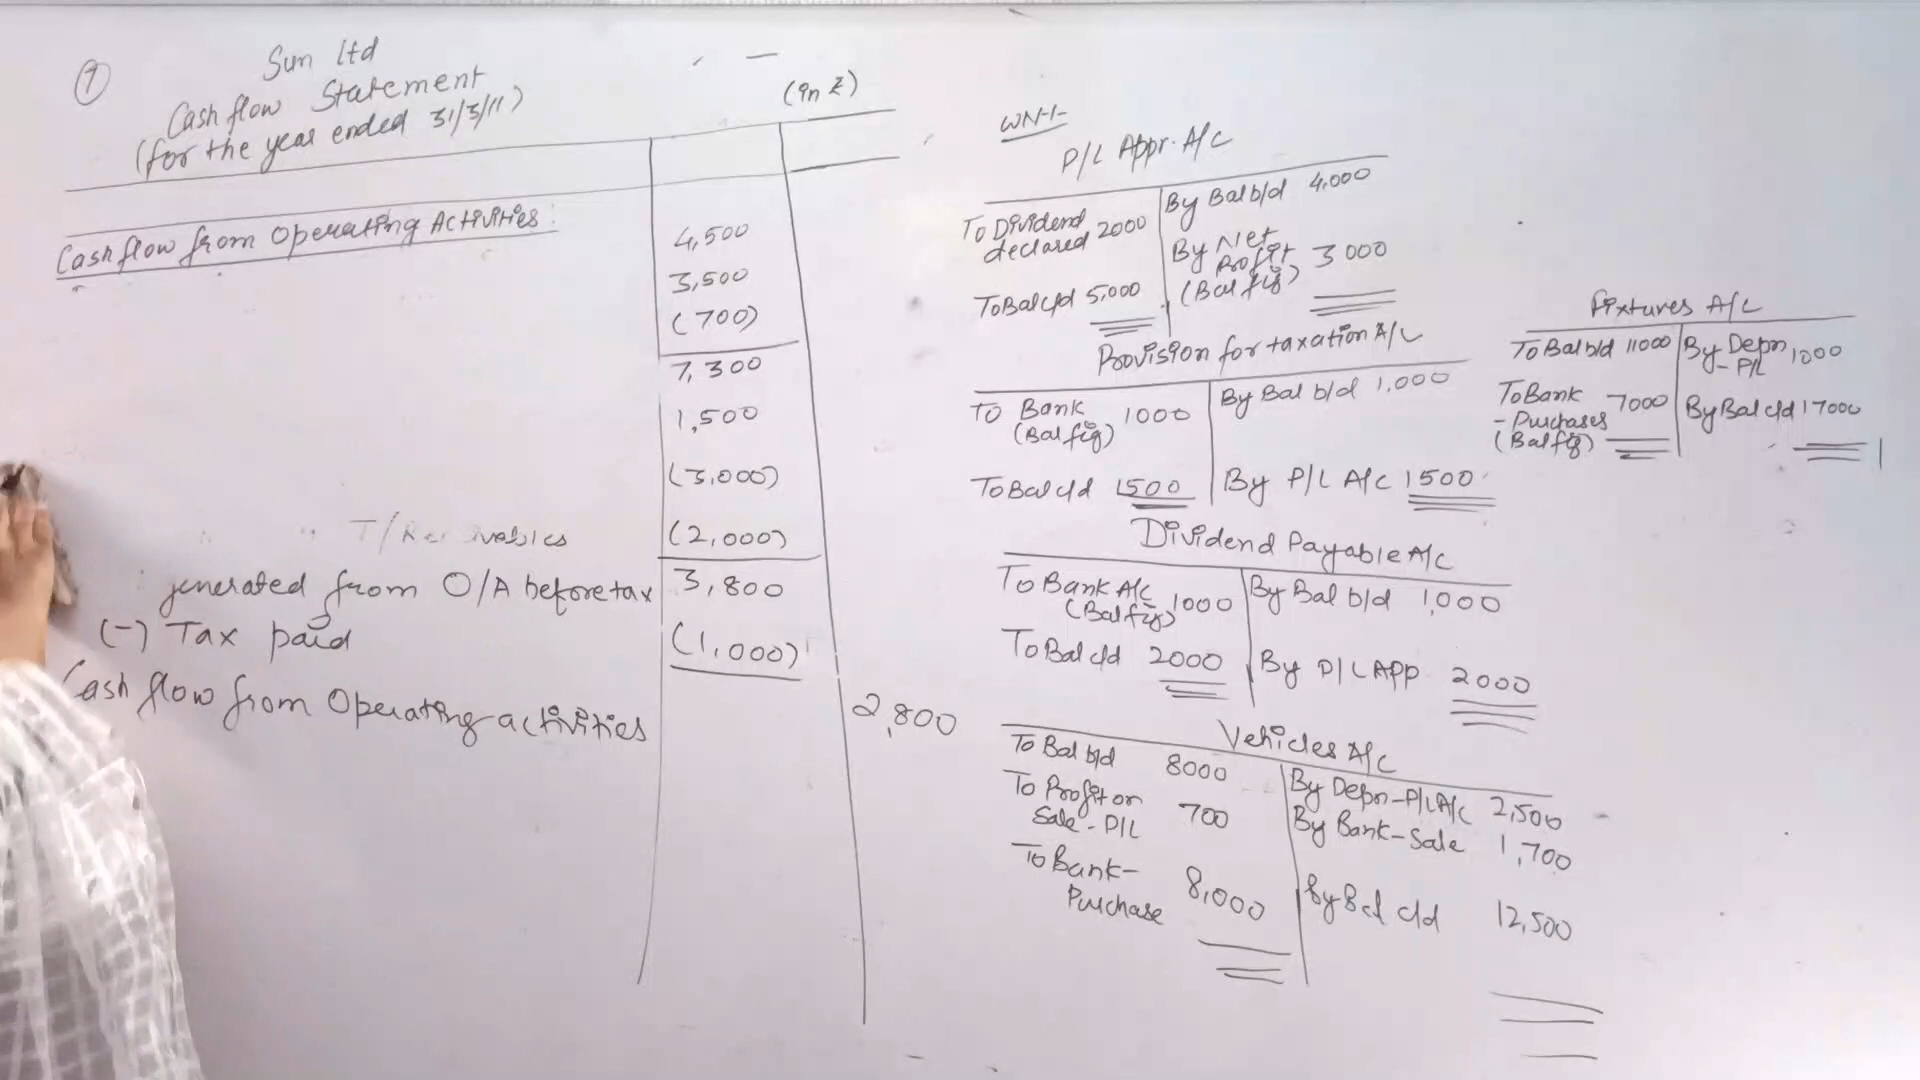 1
Sun Ltd
Cash flow Statement
(for the year ended 31/3/11)
(in ₹)
Cash flow from Operating Activities:
4,500
3,500
(700)
7,300
1,500
(3,000)
T/Receivables (2,000)
generated from O/A before tax 3,800
(-) Tax paid (1,000)
Cash flow from Operating activities 2,800
WN-1-
P/L Appr. A/C
To Dividend declared 2000
To Bal c/d 5,000
By Bal b/d 4,000
By Net Profit (Bal fig) 3000
Provision for taxation A/C
To Bank (Bal fig) 1000
To Bal c/d 1500
By Bal b/d 1,000
By P/L A/C 1500
Dividend Payable A/C
To Bank A/C (Bal fig) 1000
To Bal c/d 2000
By Bal b/d 1,000
By P/L APP 2000
Vehicles A/C
To Bal b/d 8000
To Profit on Sale - P/L 700
To Bank - Purchase 8,000
By Depn - P/L A/C 2,500
By Bank - Sale 1,700
By Bal c/d 12,500
Fixtures A/C
To Bal b/d 11000
To Bank - Purchases (Bal fig) 7000
By Depn - P/L 1000
By Bal c/d 17000